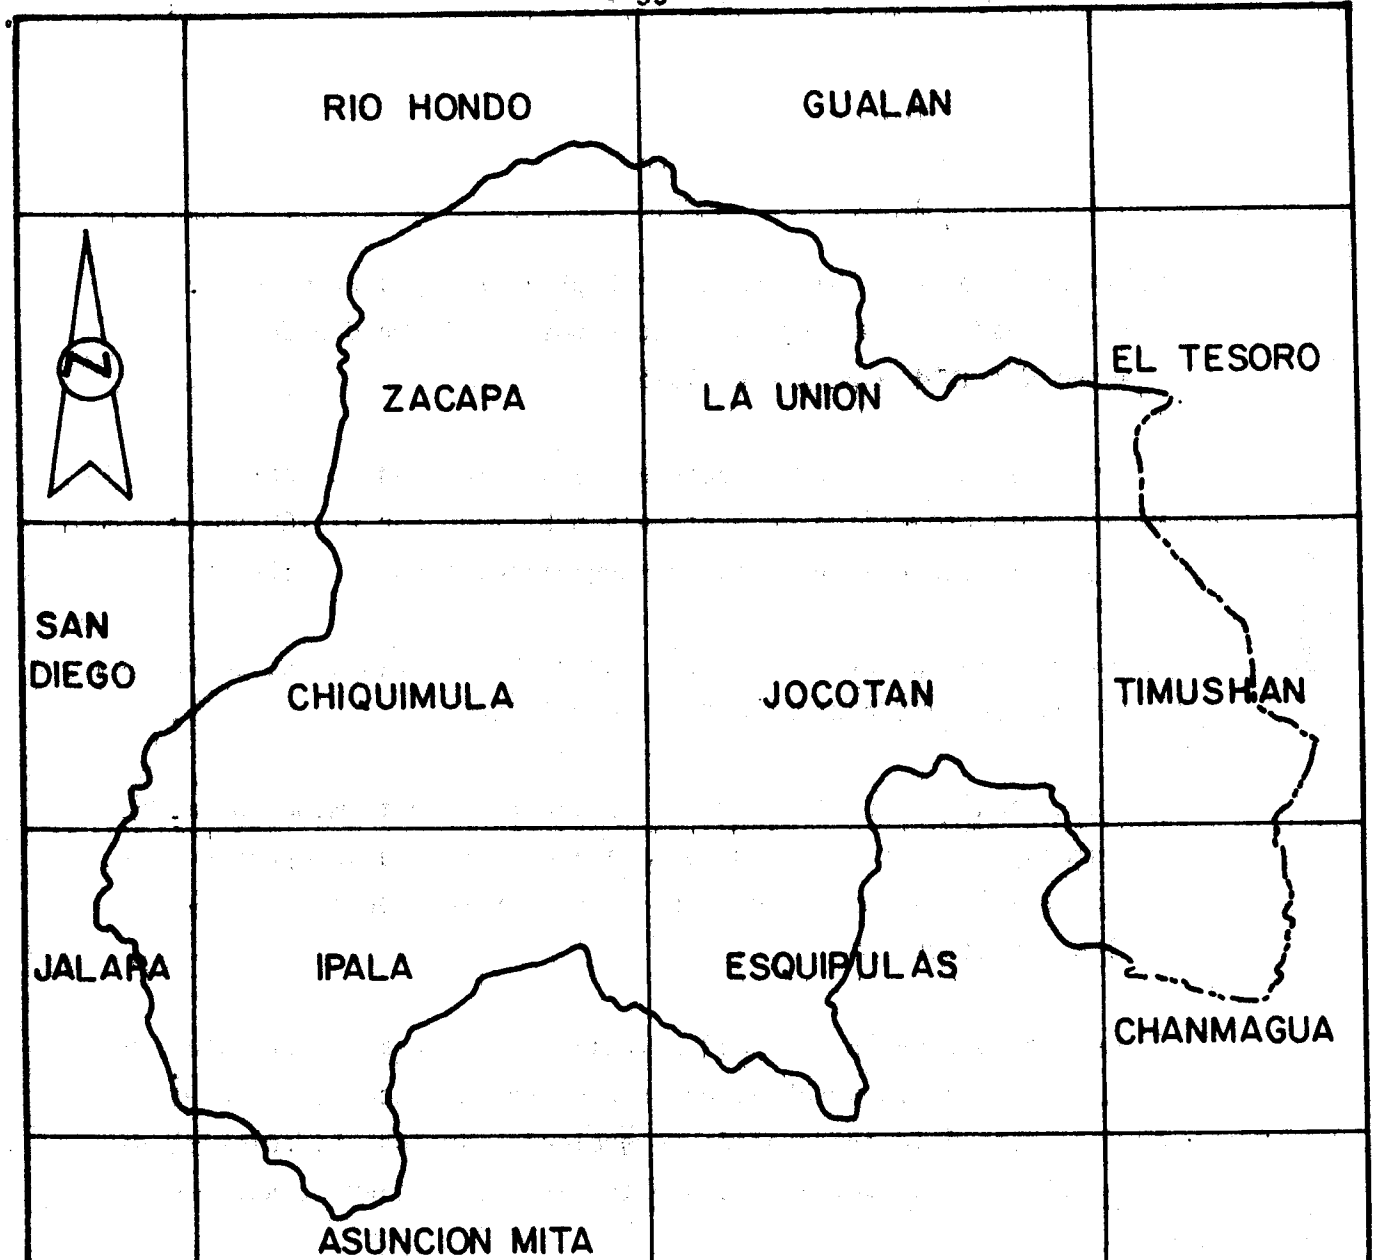 RIO HONDO
GUALAN
N
EL TESORO
ZACAPA
LA UNION
SAN
DIEGO
CHIQUIMULA
JOCOTAN
TIMUSHAN
JALAPA
IPALA
ESQUIPULAS
CHANMAGUA
ASUNCION MITA